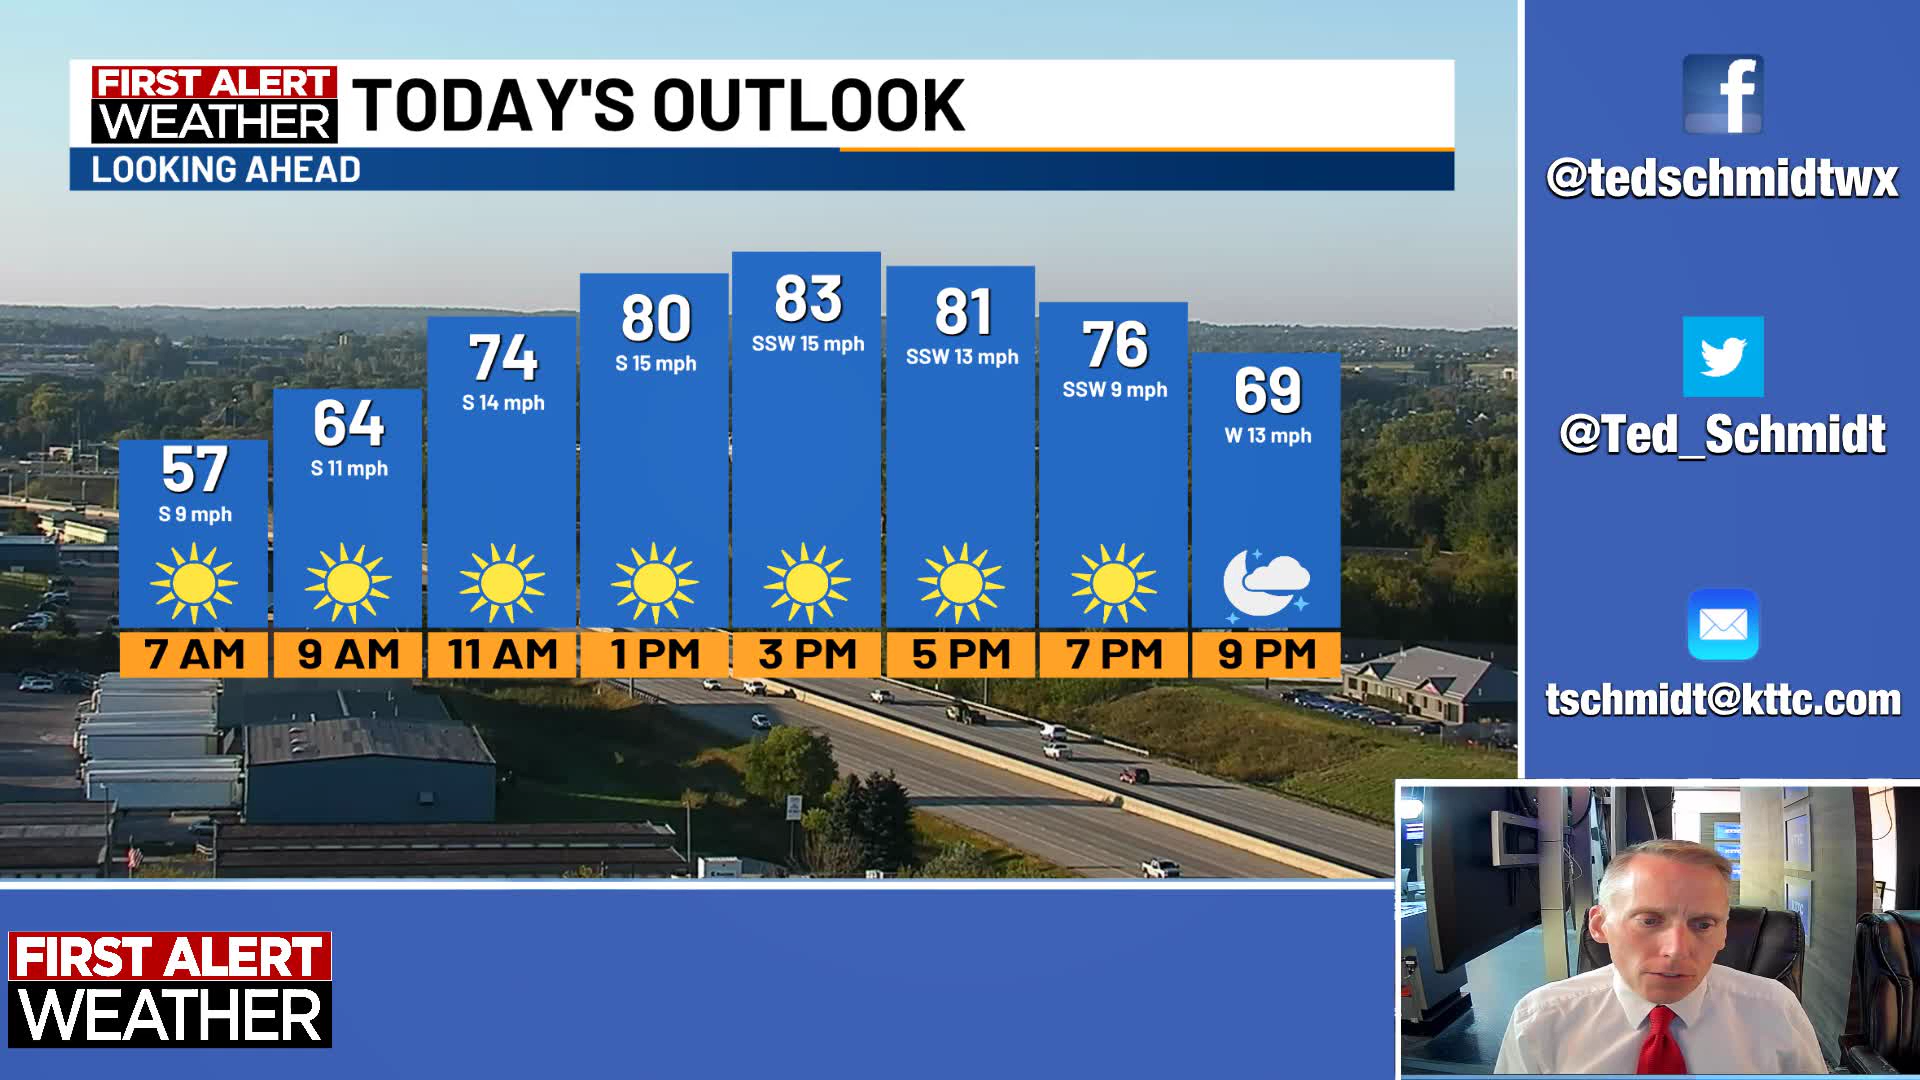 FIRST ALERT
WEATHER
TODAY'S OUTLOOK
LOOKING AHEAD
57
S 9 mph
7 AM
64
S 11 mph
9 AM
74
S 14 mph
11 AM
80
S 15 mph
1 PM
83
SSW 15 mph
3 PM
81
SSW 13 mph
5 PM
76
SSW 9 mph
7 PM
69
W 13 mph
9 PM
f
@tedschmidtwx
@Ted_Schmidt
tschmidt@kttc.com
FIRST ALERT
WEATHER
KTTC